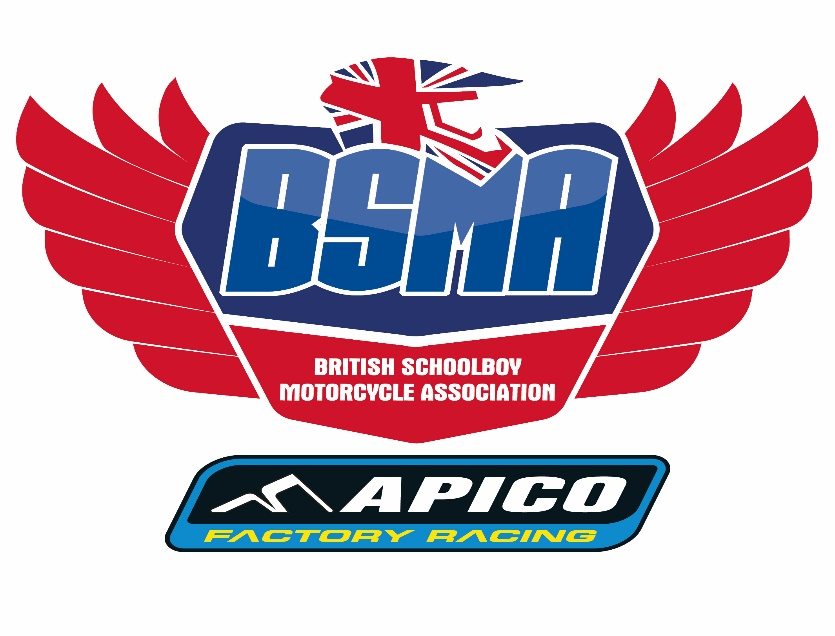 BSMA
BRITISH SCHOOLBOY
MOTORCYCLE ASSOCIATION
APICO
FACTORY RACING